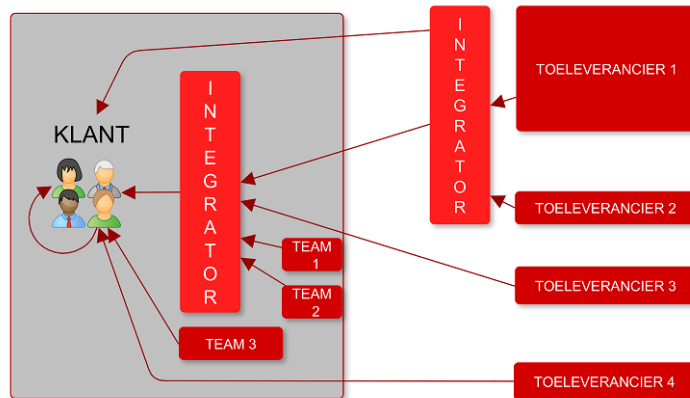 KLANT
INTEGRATOR
TEAM
1
TEAM
2
TEAM 3
INTEGRATOR
TOELEVERANCIER 1
TOELEVERANCIER 2
TOELEVERANCIER 3
TOELEVERANCIER 4